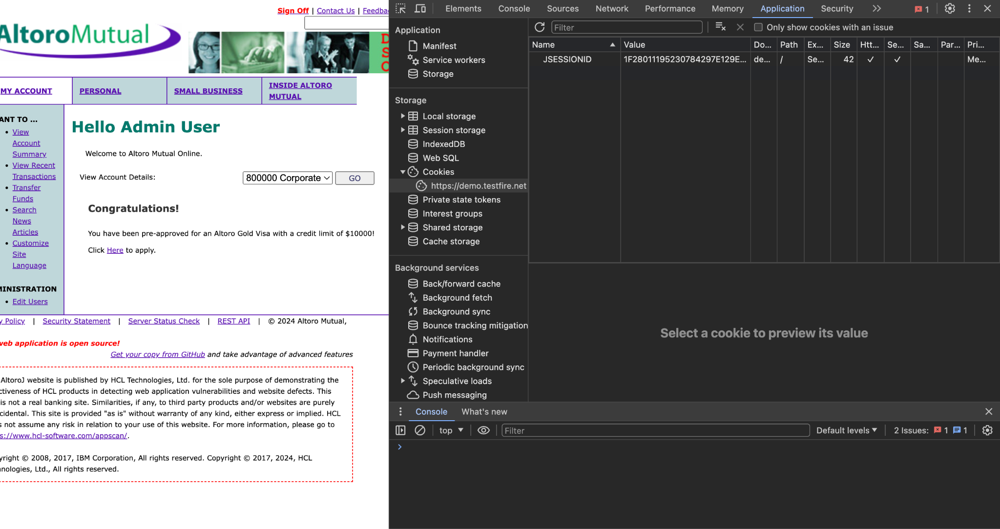 Sign Off | Contact Us | Feedba
AltoroMutual
MY ACCOUNT
PERSONAL
SMALL BUSINESS
INSIDE ALTORO
MUTUAL
ANT TO ...
View
Account
Summary
View Recent
Transactions
Transfer
Funds
Search
News
Articles
Customize
Site
Language
MINISTRATION
Edit Users
Hello Admin User
Welcome to Altoro Mutual Online.
View Account Details:
800000 Corporate
GO
Congratulations!
You have been pre-approved for an Altoro Gold Visa with a credit limit of $10000!
Click Here to apply.
y Policy | Security Statement | Server Status Check | REST API | © 2024 Altoro Mutual,
web application is open source!
Get your copy from GitHub and take advantage of advanced features
AltoroJ website is published by HCL Technologies, Ltd. for the sole purpose of demonstrating the
ctiveness of HCL products in detecting web application vulnerabilities and website defects. This
is not a real banking site. Similarities, if any, to third party products and/or websites are purely
cidental. This site is provided "as is" without warranty of any kind, either express or implied. HCL
s not assume any risk in relation to your use of this website. For more information, please go to
s://www.hcl-software.com/appscan/.
yright © 2008, 2017, IBM Corporation, All rights reserved. Copyright © 2017, 2024, HCL
nologies, Ltd., All rights reserved.
Elements Console Sources Network Performance Memory Application Security 1
Application
Manifest
Service workers
Storage
Storage
Local storage
Session storage
IndexedDB
Web SQL
Cookies
https://demo.testfire.net
Private state tokens
Interest groups
Shared storage
Cache storage
Background services
Back/forward cache
Background fetch
Background sync
Bounce tracking mitigation
Notifications
Payment handler
Periodic background sync
Speculative loads
Push messaging
Filter
Only show cookies with an issue
Name Value Do... Path Ex... Size Htt... Se... Sa... Par... Pri...
JSESSIONID 1F28011195230784297E129E... de... / Se... 42 ✓ ✓ Me...
Select a cookie to preview its value
Console What's new
top Filter Default levels 2 Issues: 1 1